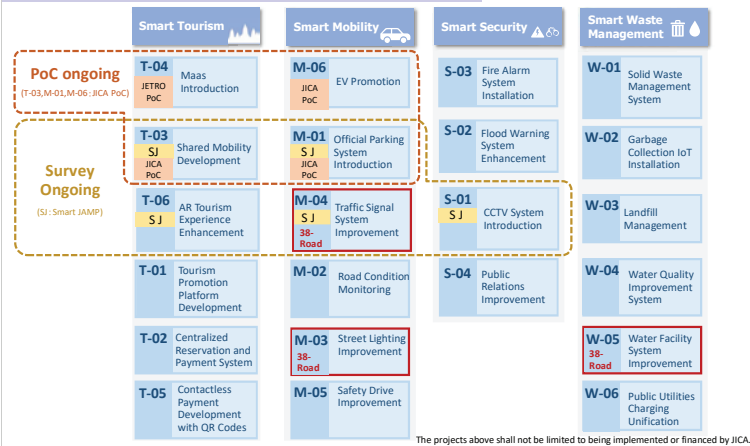 Smart Tourism
Smart Mobility
Smart Security
Smart Waste
Management
PoC ongoing
(T-03,M-01,M-06: JICA PoC)
Survey
Ongoing
(SJ: Smart JAMP)
T-04
JETRO
PoC
Maas
Introduction
T-03
SJ
JICA
PoC
Shared Mobility
Development
T-06
SJ
AR Tourism
Experience
Enhancement
T-01
Tourism
Promotion
Platform
Development
T-02
Centralized
Reservation and
Payment System
T-05
Contactless
Payment
Development
with QR Codes
M-06
JICA
PoC
EV Promotion
M-01
SJ
JICA
PoC
Official Parking
System
Introduction
M-04
SJ
38-
Road
Traffic Signal
System
Improvement
M-02
Road Condition
Monitoring
M-03
38-
Road
Street Lighting
Improvement
M-05
Safety Drive
Improvement
S-03
Fire Alarm
System
Installation
S-02
Flood Warning
System
Enhancement
S-01
SJ
CCTV System
Introduction
S-04
Public
Relations
Improvement
W-01
Solid Waste
Management
System
W-02
Garbage
Collection IoT
Installation
W-03
Landfill
Management
W-04
Water Quality
Improvement
System
W-05
38-
Road
Water Facility
System
Improvement
W-06
Public Utilities
Charging
Unification
The projects above shall not be limited to being implemented or financed by JICA.